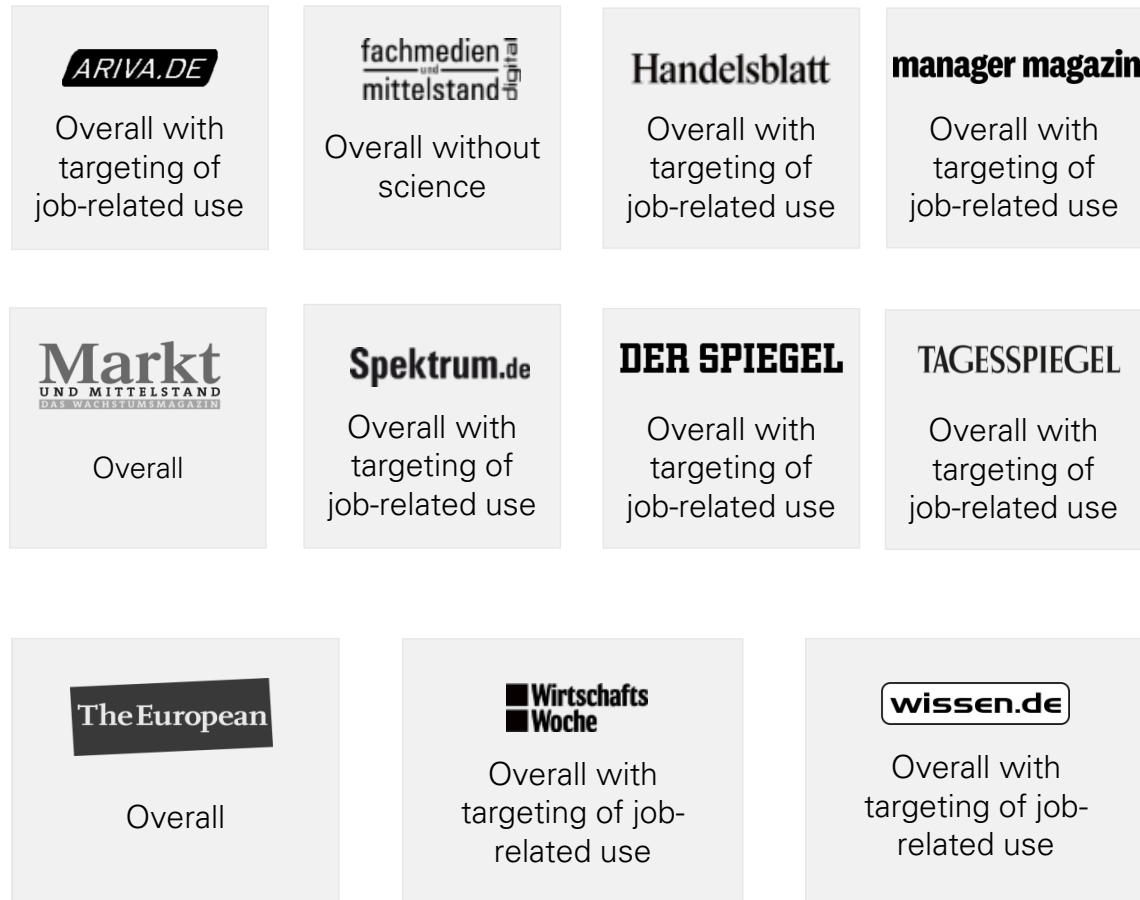 ARIVA.DE
Overall with
targeting of
job-related use
fachmedien
und
mittelstand
digital
Overall without
science
Handelsblatt
Overall with
targeting of
job-related use
manager magazin
Overall with
targeting of
job-related use
Markt
UND MITTELSTAND
DAS WACHSTUMSMAGAZIN
Overall
Spektrum.de
Overall with
targeting of
job-related use
DER SPIEGEL
Overall with
targeting of
job-related use
TAGESSPIEGEL
Overall with
targeting of
job-related use
The European
Overall
Wirtschafts
Woche
Overall with
targeting of job-
related use
wissen.de
Overall with
targeting of job-
related use